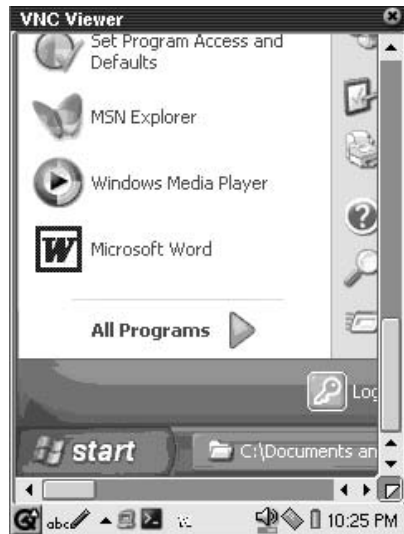 VNC Viewer
Set Program Access and
Defaults
MSN Explorer
Windows Media Player
W
Microsoft Word
All Programs
Log
start
C:\Documents an
abc
10:25 PM